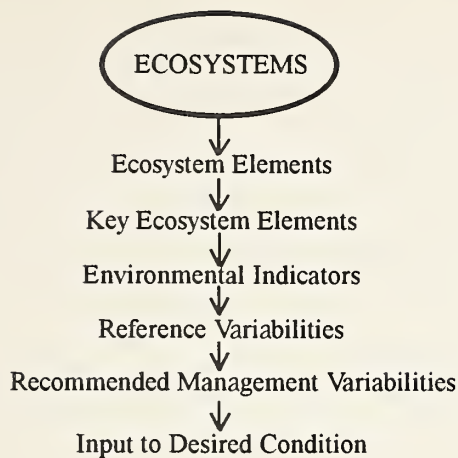 ECOSYSTEMS
Ecosystem Elements
Key Ecosystem Elements
Environmental Indicators
Reference Variabilities
Recommended Management Variabilities
Input to Desired Condition